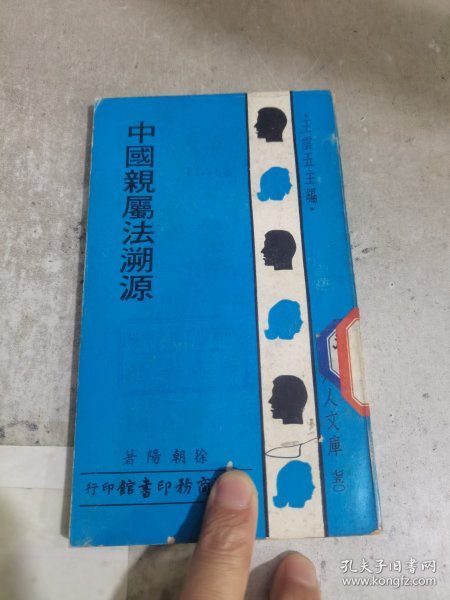 中國親屬法溯源
·王雲五主編·
人文庫
徐朝陽著
商務印書館印行
孔夫子旧书网
www.kongfz.com